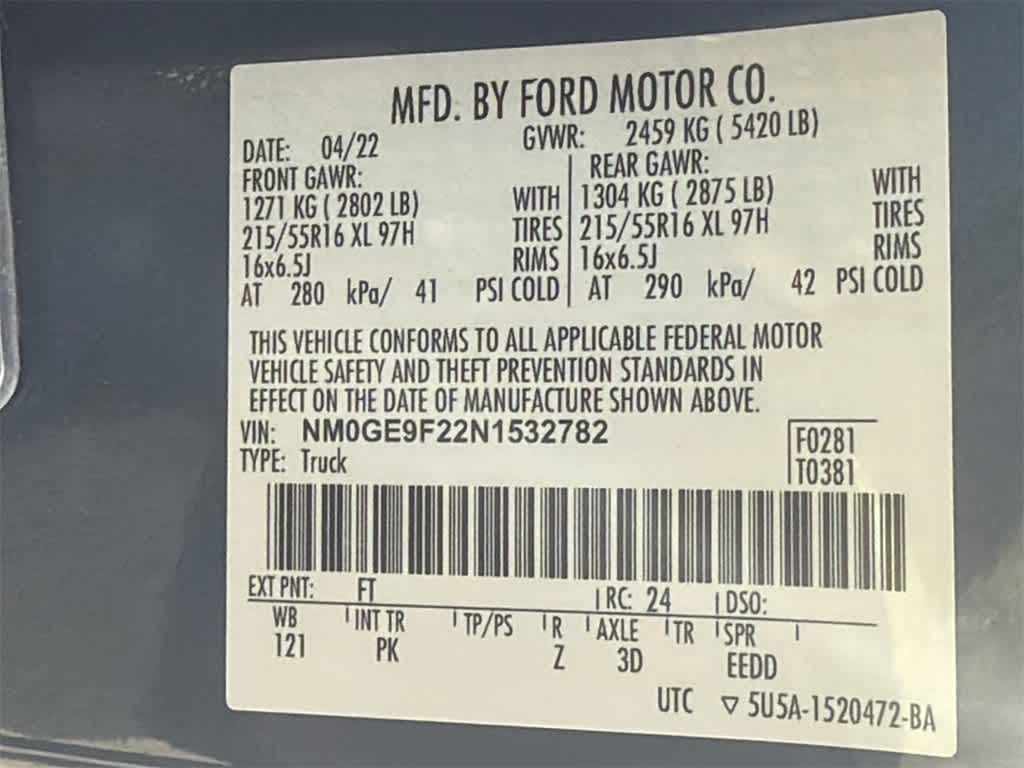 MFD. BY FORD MOTOR CO.
DATE: 04/22 GVWR: 2459 KG ( 5420 LB)
FRONT GAWR: REAR GAWR:
1271 KG ( 2802 LB) WITH 1304 KG ( 2875 LB) WITH
215/55R16 XL 97H TIRES 215/55R16 XL 97H TIRES
16x6.5J RIMS 16x6.5J RIMS
AT 280 kPa/ 41 PSI COLD AT 290 kPa/ 42 PSI COLD
THIS VEHICLE CONFORMS TO ALL APPLICABLE FEDERAL MOTOR
VEHICLE SAFETY AND THEFT PREVENTION STANDARDS IN
EFFECT ON THE DATE OF MANUFACTURE SHOWN ABOVE.
VIN: NM0GE9F22N1532782 F0281
TYPE: Truck T0381
EXT PNT: FT RC: 24 DSO:
WB INT TR TP/PS R AXLE TR SPR
121 PK Z 3D EEDD
UTC ▽ 5U5A-1520472-BA